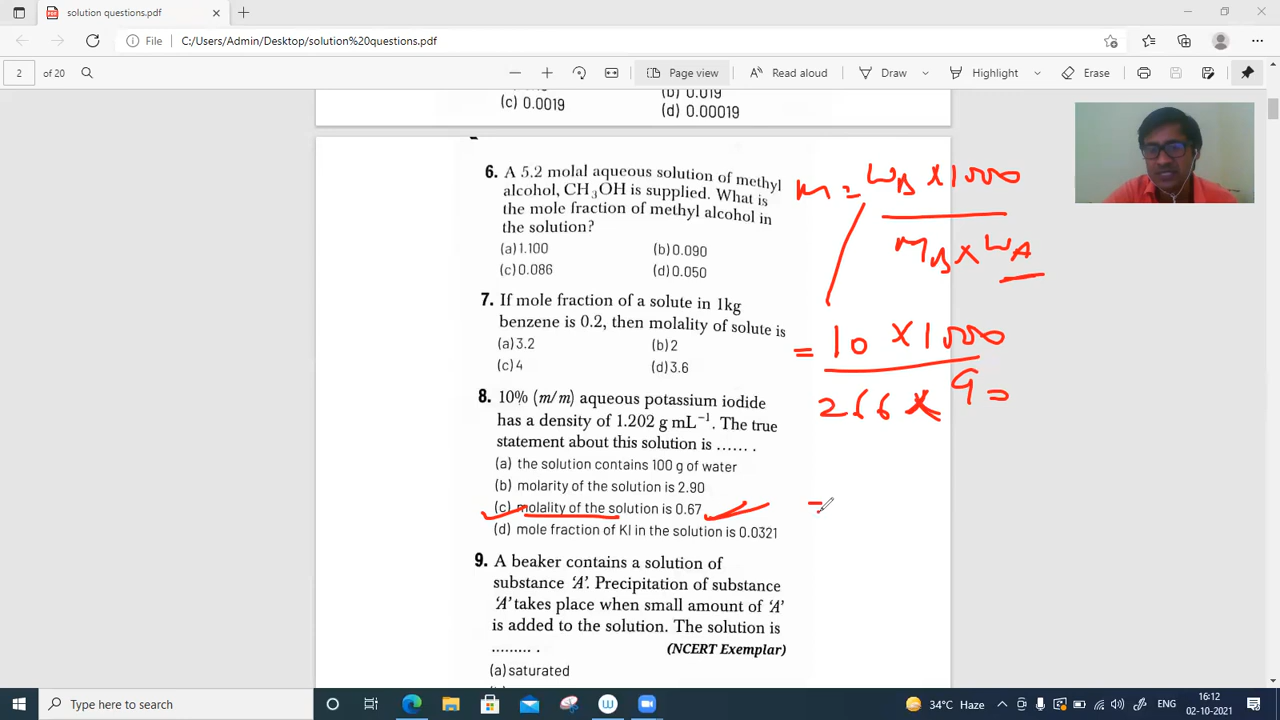 solution questions.pdf
File
C:/Users/Admin/Desktop/solution%20questions.pdf
2 of 20
Page view
Read aloud
Draw
Highlight
Erase
(c) 0.0019
(b) 0.019
(d) 0.00019
6. A 5.2 molal aqueous solution of methyl
alcohol, CH₃OH is supplied. What is
the mole fraction of methyl alcohol in
the solution?
(a) 1.100 (b) 0.090
(c) 0.086 (d) 0.050
7. If mole fraction of a solute in 1kg
benzene is 0.2, then molality of solute is
(a) 3.2 (b) 2
(c) 4 (d) 3.6
8. 10% (m/m) aqueous potassium iodide
has a density of 1.202 g mL⁻¹. The true
statement about this solution is ...... .
(a) the solution contains 100 g of water
(b) molarity of the solution is 2.90
(c) molality of the solution is 0.67
(d) mole fraction of KI in the solution is 0.0321
9. A beaker contains a solution of
substance ‘A’. Precipitation of substance
‘A’ takes place when small amount of ‘A’
is added to the solution. The solution is
......... . (NCERT Exemplar)
(a) saturated
m = WB × 1000
MB × WA
= 10 × 1000
266 × 9 =
=
Type here to search
34°C Haze
ENG
16:12
02-10-2021